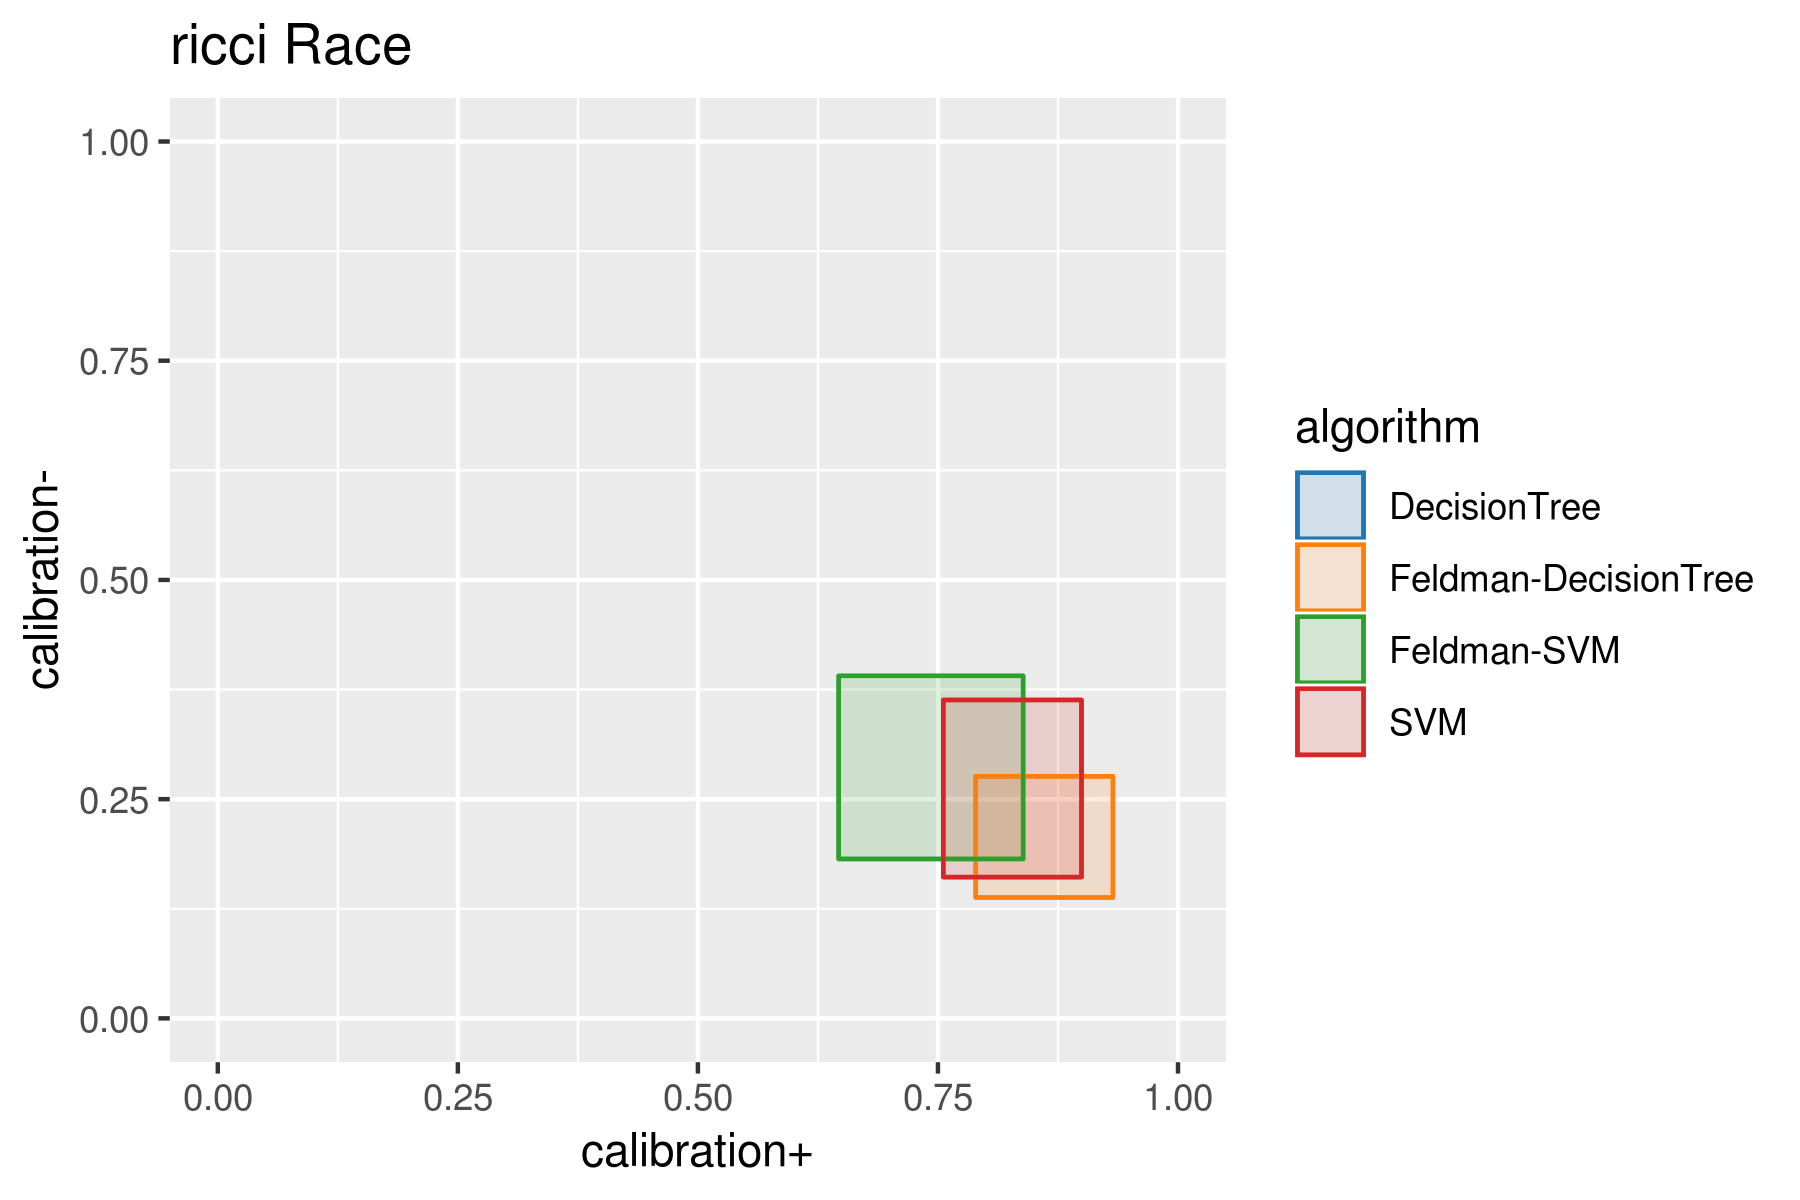 ricci Race
1.00
0.75
0.50
0.25
0.00
calibration-
0.00 0.25 0.50 0.75 1.00
calibration+
algorithm
DecisionTree
Feldman-DecisionTree
Feldman-SVM
SVM